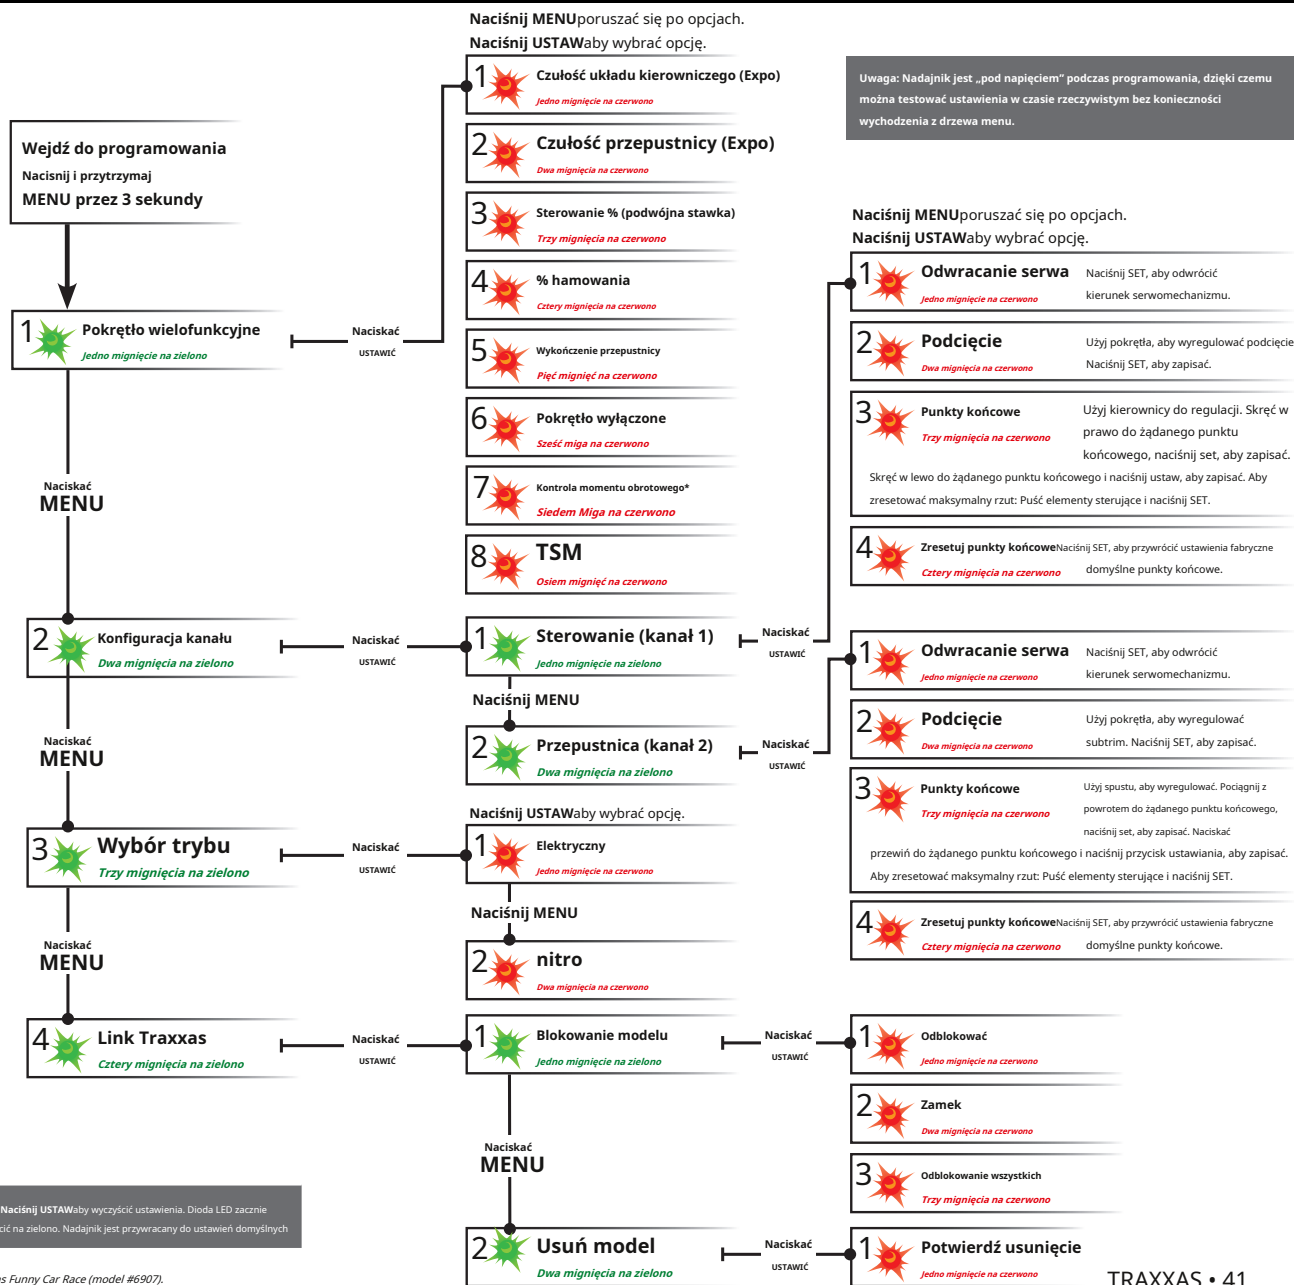 Naciśnij MENUporuszać się po opcjach.
Naciśnij USTAWaby wybrać opcję.
1 Czułość układu kierowniczego (Expo)
Jedno mignięcie na czerwono
2 Czułość przepustnicy (Expo)
Dwa mignięcia na czerwono
3 Sterowanie % (podwójna stawka)
Trzy mignięcia na czerwono
4 % hamowania
Cztery mignięcia na czerwono
5 Wykończenie przepustnicy
Pięć mignięć na czerwono
6 Pokrętło wyłączone
Sześć miga na czerwono
7 Kontrola momentu obrotowego*
Siedem Miga na czerwono
8 TSM
Osiem mignięć na czerwono
Uwaga: Nadajnik jest „pod napięciem” podczas programowania, dzięki czemu
można testować ustawienia w czasie rzeczywistym bez konieczności
wychodzenia z drzewa menu.
Wejdź do programowania
Nacisnij i przytrzymaj
MENU przez 3 sekundy
1 Pokrętło wielofunkcyjne
Jedno mignięcie na zielono
Naciskać
USTAWIĆ
Naciskać
MENU
2 Konfiguracja kanału
Dwa mignięcia na zielono
Naciskać
USTAWIĆ
1 Sterowanie (kanał 1)
Jedno mignięcie na zielono
Naciskać
USTAWIĆ
Naciśnij MENU
2 Przepustnica (kanał 2)
Dwa mignięcia na zielono
Naciskać
USTAWIĆ
Naciśnij MENUporuszać się po opcjach.
Naciśnij USTAWaby wybrać opcję.
1 Odwracanie serwa
Jedno mignięcie na czerwono
Naciśnij SET, aby odwrócić
kierunek serwomechanizmu.
2 Podcięcie
Dwa mignięcia na czerwono
Użyj pokrętła, aby wyregulować podcięcie
Naciśnij SET, aby zapisać.
3 Punkty końcowe
Trzy mignięcia na czerwono
Użyj kierownicy do regulacji. Skręć w
prawo do żądanego punktu
końcowego, naciśnij set, aby zapisać.
Skręć w lewo do żądanego punktu końcowego i naciśnij ustaw, aby zapisać. Aby
zresetować maksymalny rzut: Puść elementy sterujące i naciśnij SET.
4 Zresetuj punkty końcoweNaciśnij SET, aby przywrócić ustawienia fabryczne
Cztery mignięcia na czerwono
domyślne punkty końcowe.
1 Odwracanie serwa
Jedno mignięcie na czerwono
Naciśnij SET, aby odwrócić
kierunek serwomechanizmu.
2 Podcięcie
Dwa mignięcia na czerwono
Użyj pokrętła, aby wyregulować
subtrim. Naciśnij SET, aby zapisać.
3 Punkty końcowe
Trzy mignięcia na czerwono
Użyj spustu, aby wyregulować. Pociągnij z
powrotem do żądanego punktu końcowego,
naciśnij set, aby zapisać. Naciskać
przewiń do żądanego punktu końcowego i naciśnij przycisk ustawiania, aby zapisać.
Aby zresetować maksymalny rzut: Puść elementy sterujące i naciśnij SET.
4 Zresetuj punkty końcoweNaciśnij SET, aby przywrócić ustawienia fabryczne
Cztery mignięcia na czerwono
domyślne punkty końcowe.
Naciskać
MENU
3 Wybór trybu
Trzy mignięcia na zielono
Naciskać
USTAWIĆ
Naciśnij USTAWaby wybrać opcję.
1 Elektryczny
Jedno mignięcie na czerwono
Naciśnij MENU
2 nitro
Dwa mignięcia na czerwono
Naciskać
MENU
4 Link Traxxas
Cztery mignięcia na zielono
Naciskać
USTAWIĆ
1 Blokowanie modelu
Jedno mignięcie na zielono
Naciskać
USTAWIĆ
1 Odblokować
Jedno mignięcie na czerwono
2 Zamek
Dwa mignięcia na czerwono
3 Odblokowanie wszystkich
Trzy mignięcia na czerwono
Naciskać
MENU
2 Usuń model
Dwa mignięcia na zielono
Naciskać
USTAWIĆ
1 Potwierdź usunięcie
Jedno mignięcie na czerwono
Naciśnij USTAWaby wyczyścić ustawienia. Dioda LED zacznie
cić na zielono. Nadajnik jest przywracany do ustawień domyślnych
s Funny Car Race (model #6907).
TRAXXAS • 41